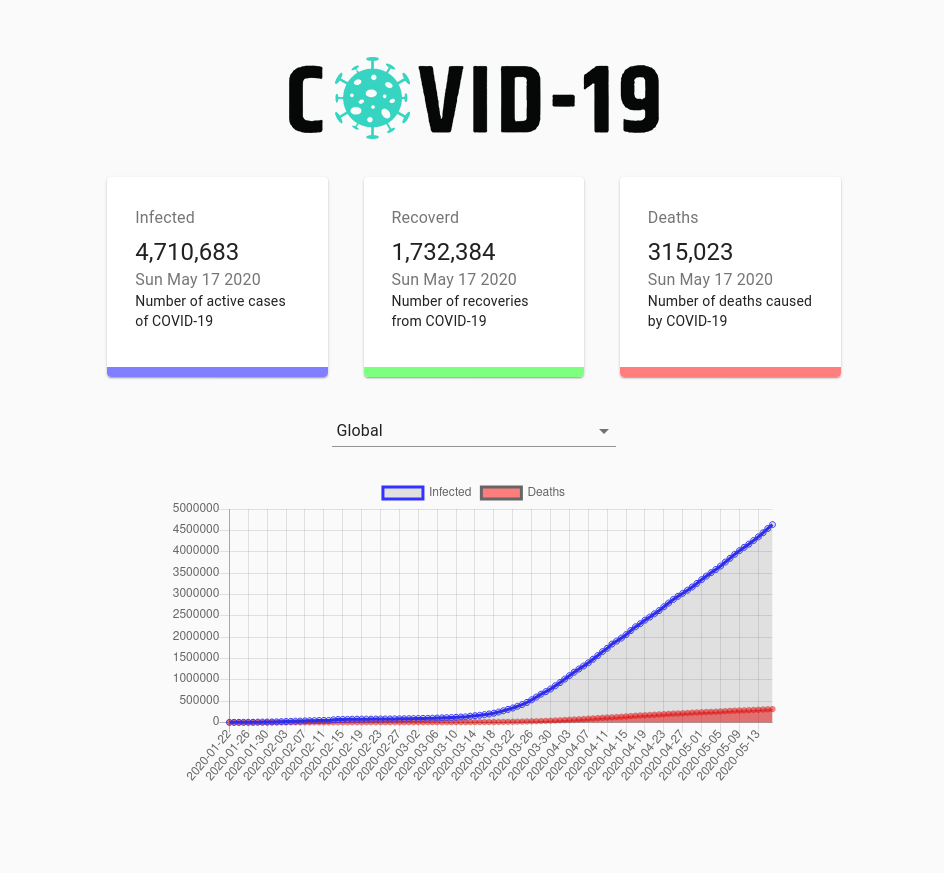 COVID-19
Infected
4,710,683
Sun May 17 2020
Number of active cases
of COVID-19
Recoverd
1,732,384
Sun May 17 2020
Number of recoveries
from COVID-19
Deaths
315,023
Sun May 17 2020
Number of deaths caused
by COVID-19
Global
Infected Deaths
5000000
4500000
4000000
3500000
3000000
2500000
2000000
1500000
1000000
500000
0
2020-01-22
2020-01-26
2020-01-30
2020-02-03
2020-02-07
2020-02-11
2020-02-15
2020-02-19
2020-02-23
2020-02-27
2020-03-02
2020-03-06
2020-03-10
2020-03-14
2020-03-18
2020-03-22
2020-03-26
2020-03-30
2020-04-03
2020-04-07
2020-04-11
2020-04-15
2020-04-19
2020-04-23
2020-04-27
2020-05-01
2020-05-05
2020-05-09
2020-05-13